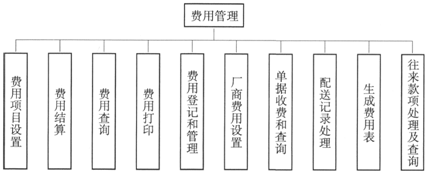 费用管理
费用项目设置
费用结算
费用查询
费用打印
费用登记和管理
厂商费用设置
单据收费和查询
配送记录处理
生成费用表
往来款项处理及查询